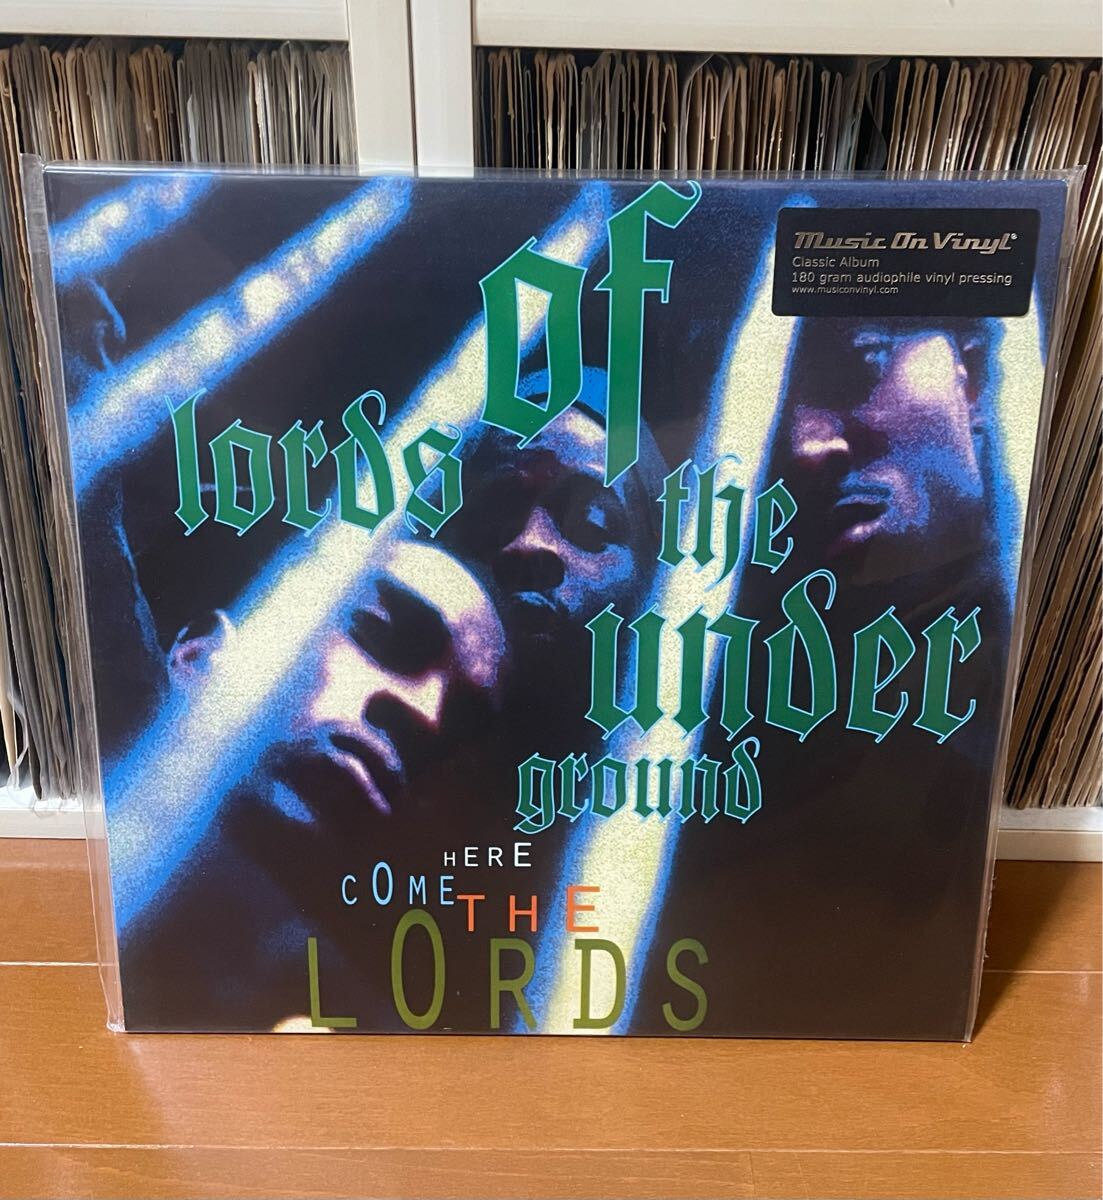 Music On Vinyl®
Classic Album
180 gram audiophile vinyl pressing
www.musiconvinyl.com
lords
of
the
under
ground
HERE
COME
THE
LORDS